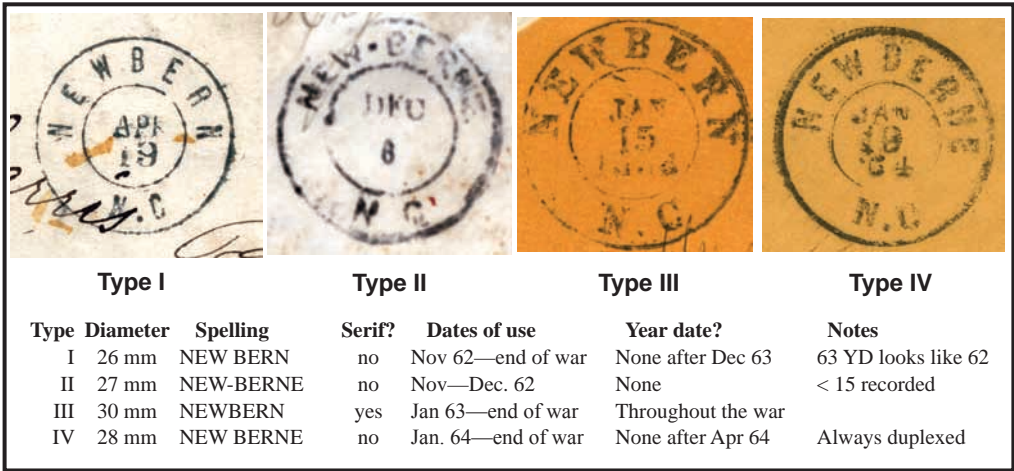 NEW BERN
APR
19
N.C
NEW-BERNE
DEC
6
N.C.
NEWBERN
JAN
15
N.C.
NEW BERNE
JAN
64
N.C
Type I
Type II
Type III
Type IV
Type Diameter Spelling Serif? Dates of use Year date? Notes
I 26 mm NEW BERN no Nov 62—end of war None after Dec 63 63 YD looks like 62
II 27 mm NEW-BERNE no Nov—Dec. 62 None < 15 recorded
III 30 mm NEWBERN yes Jan 63—end of war Throughout the war
IV 28 mm NEW BERNE no Jan. 64—end of war None after Apr 64 Always duplexed